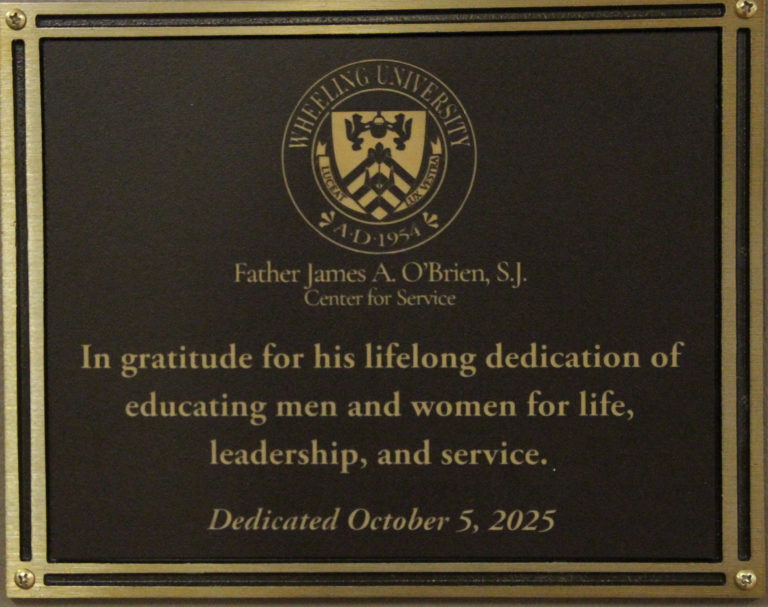 WHEELING UNIVERSITY
LUCEAT
LUX VESTRA
A·D·1954
Father James A. O'Brien, S.J.
Center for Service
In gratitude for his lifelong dedication of
educating men and women for life,
leadership, and service.
Dedicated October 5, 2025